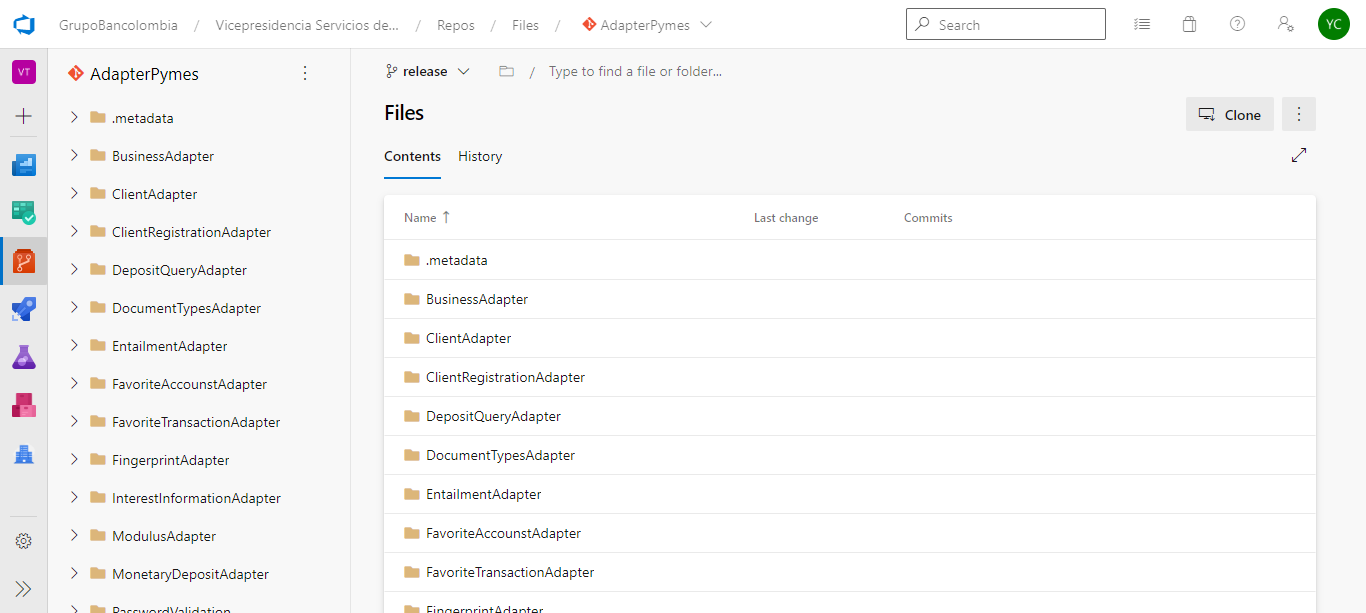 GrupoBancolombia / Vicepresidencia Servicios de... / Repos / Files / AdapterPymes
Search
YC
VT
AdapterPymes
.metadata
BusinessAdapter
ClientAdapter
ClientRegistrationAdapter
DepositQueryAdapter
DocumentTypesAdapter
EntailmentAdapter
FavoriteAccounstAdapter
FavoriteTransactionAdapter
FingerprintAdapter
InterestInformationAdapter
ModulusAdapter
MonetaryDepositAdapter
PasswordValidation
release / Type to find a file or folder...
Files
Clone
Contents History
Name ↑ Last change Commits
.metadata
BusinessAdapter
ClientAdapter
ClientRegistrationAdapter
DepositQueryAdapter
DocumentTypesAdapter
EntailmentAdapter
FavoriteAccounstAdapter
FavoriteTransactionAdapter
FingerprintAdapter